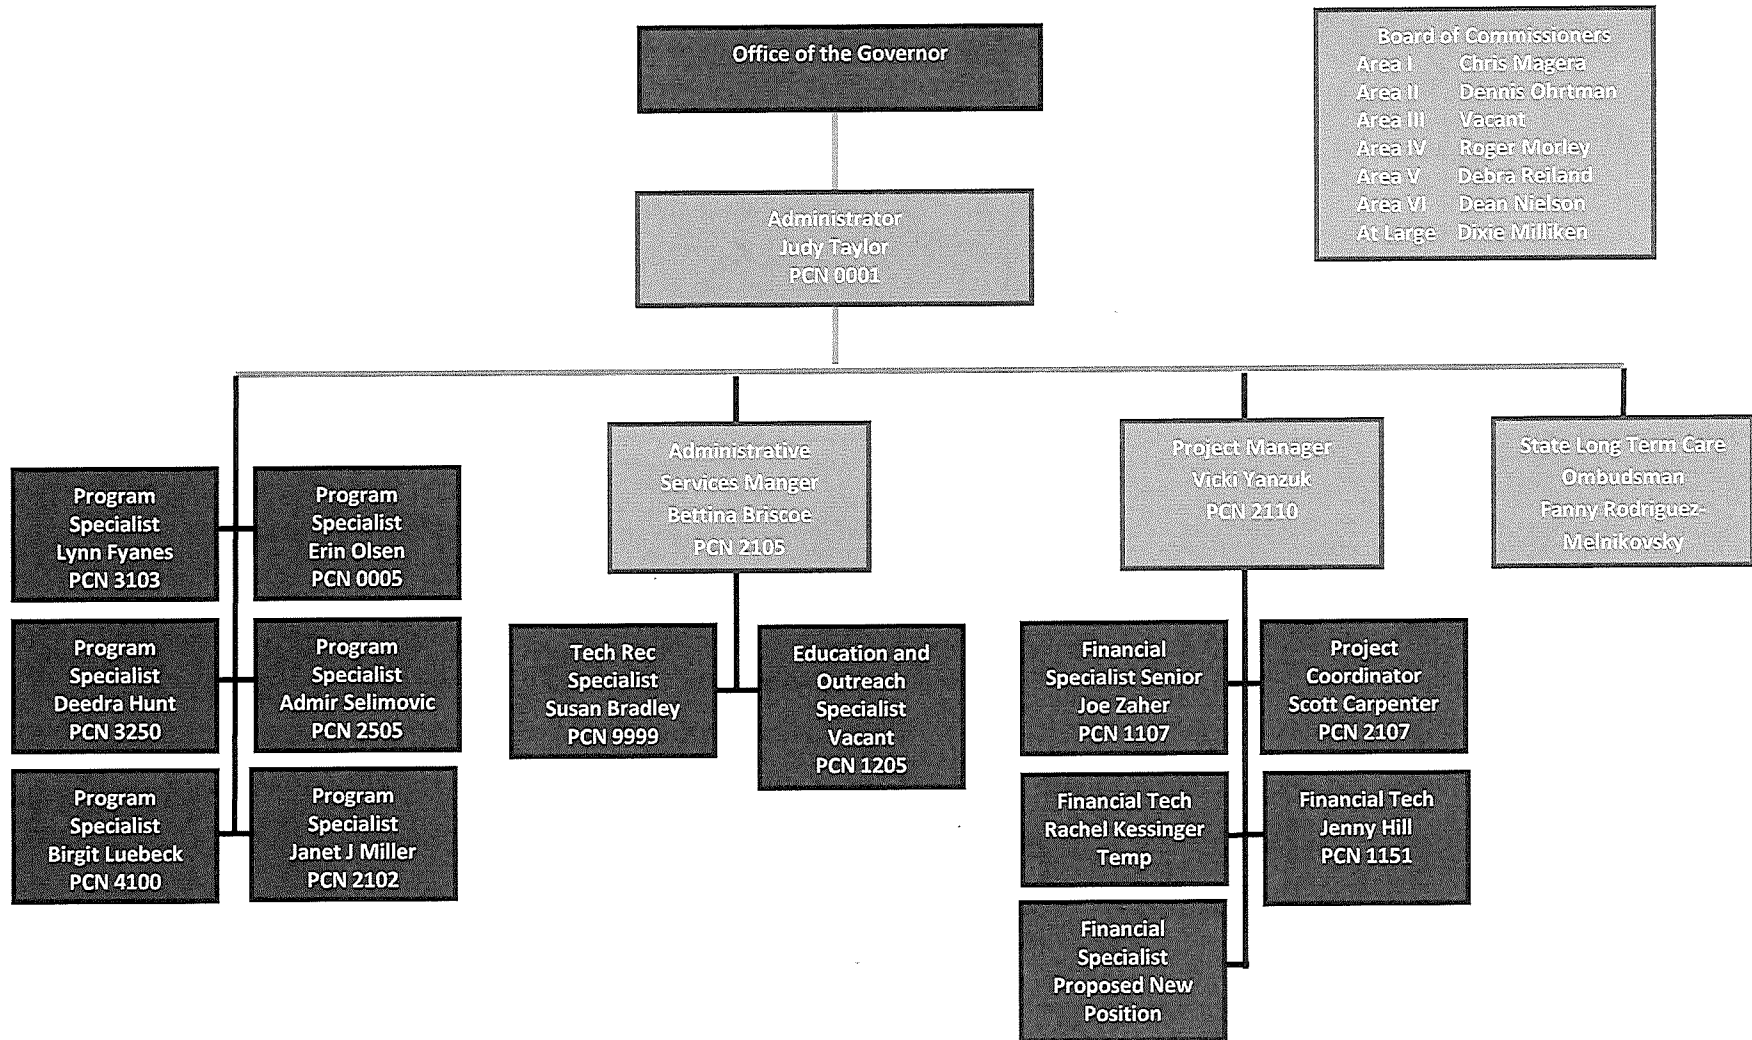 Office of the Governor
Board of Commissioners
Area I Chris Magera
Area II Dennis Ohrtman
Area III Vacant
Area IV Roger Morley
Area V Debra Reiland
Area VI Dean Nielson
At Large Dixie Milliken
Administrator
Judy Taylor
PCN 0001
Program
Specialist
Lynn Fyanes
PCN 3103
Program
Specialist
Erin Olsen
PCN 0005
Program
Specialist
Deedra Hunt
PCN 3250
Program
Specialist
Admir Selimovic
PCN 2505
Program
Specialist
Birgit Luebeck
PCN 4100
Program
Specialist
Janet J Miller
PCN 2102
Administrative
Services Manger
Bettina Briscoe
PCN 2105
Tech Rec
Specialist
Susan Bradley
PCN 9999
Education and
Outreach
Specialist
Vacant
PCN 1205
Project Manager
Vicki Yanzuk
PCN 2110
Financial
Specialist Senior
Joe Zaher
PCN 1107
Project
Coordinator
Scott Carpenter
PCN 2107
Financial Tech
Rachel Kessinger
Temp
Financial Tech
Jenny Hill
PCN 1151
Financial
Specialist
Proposed New
Position
State Long Term Care
Ombudsman
Fanny Rodriguez-
Melnikovsky